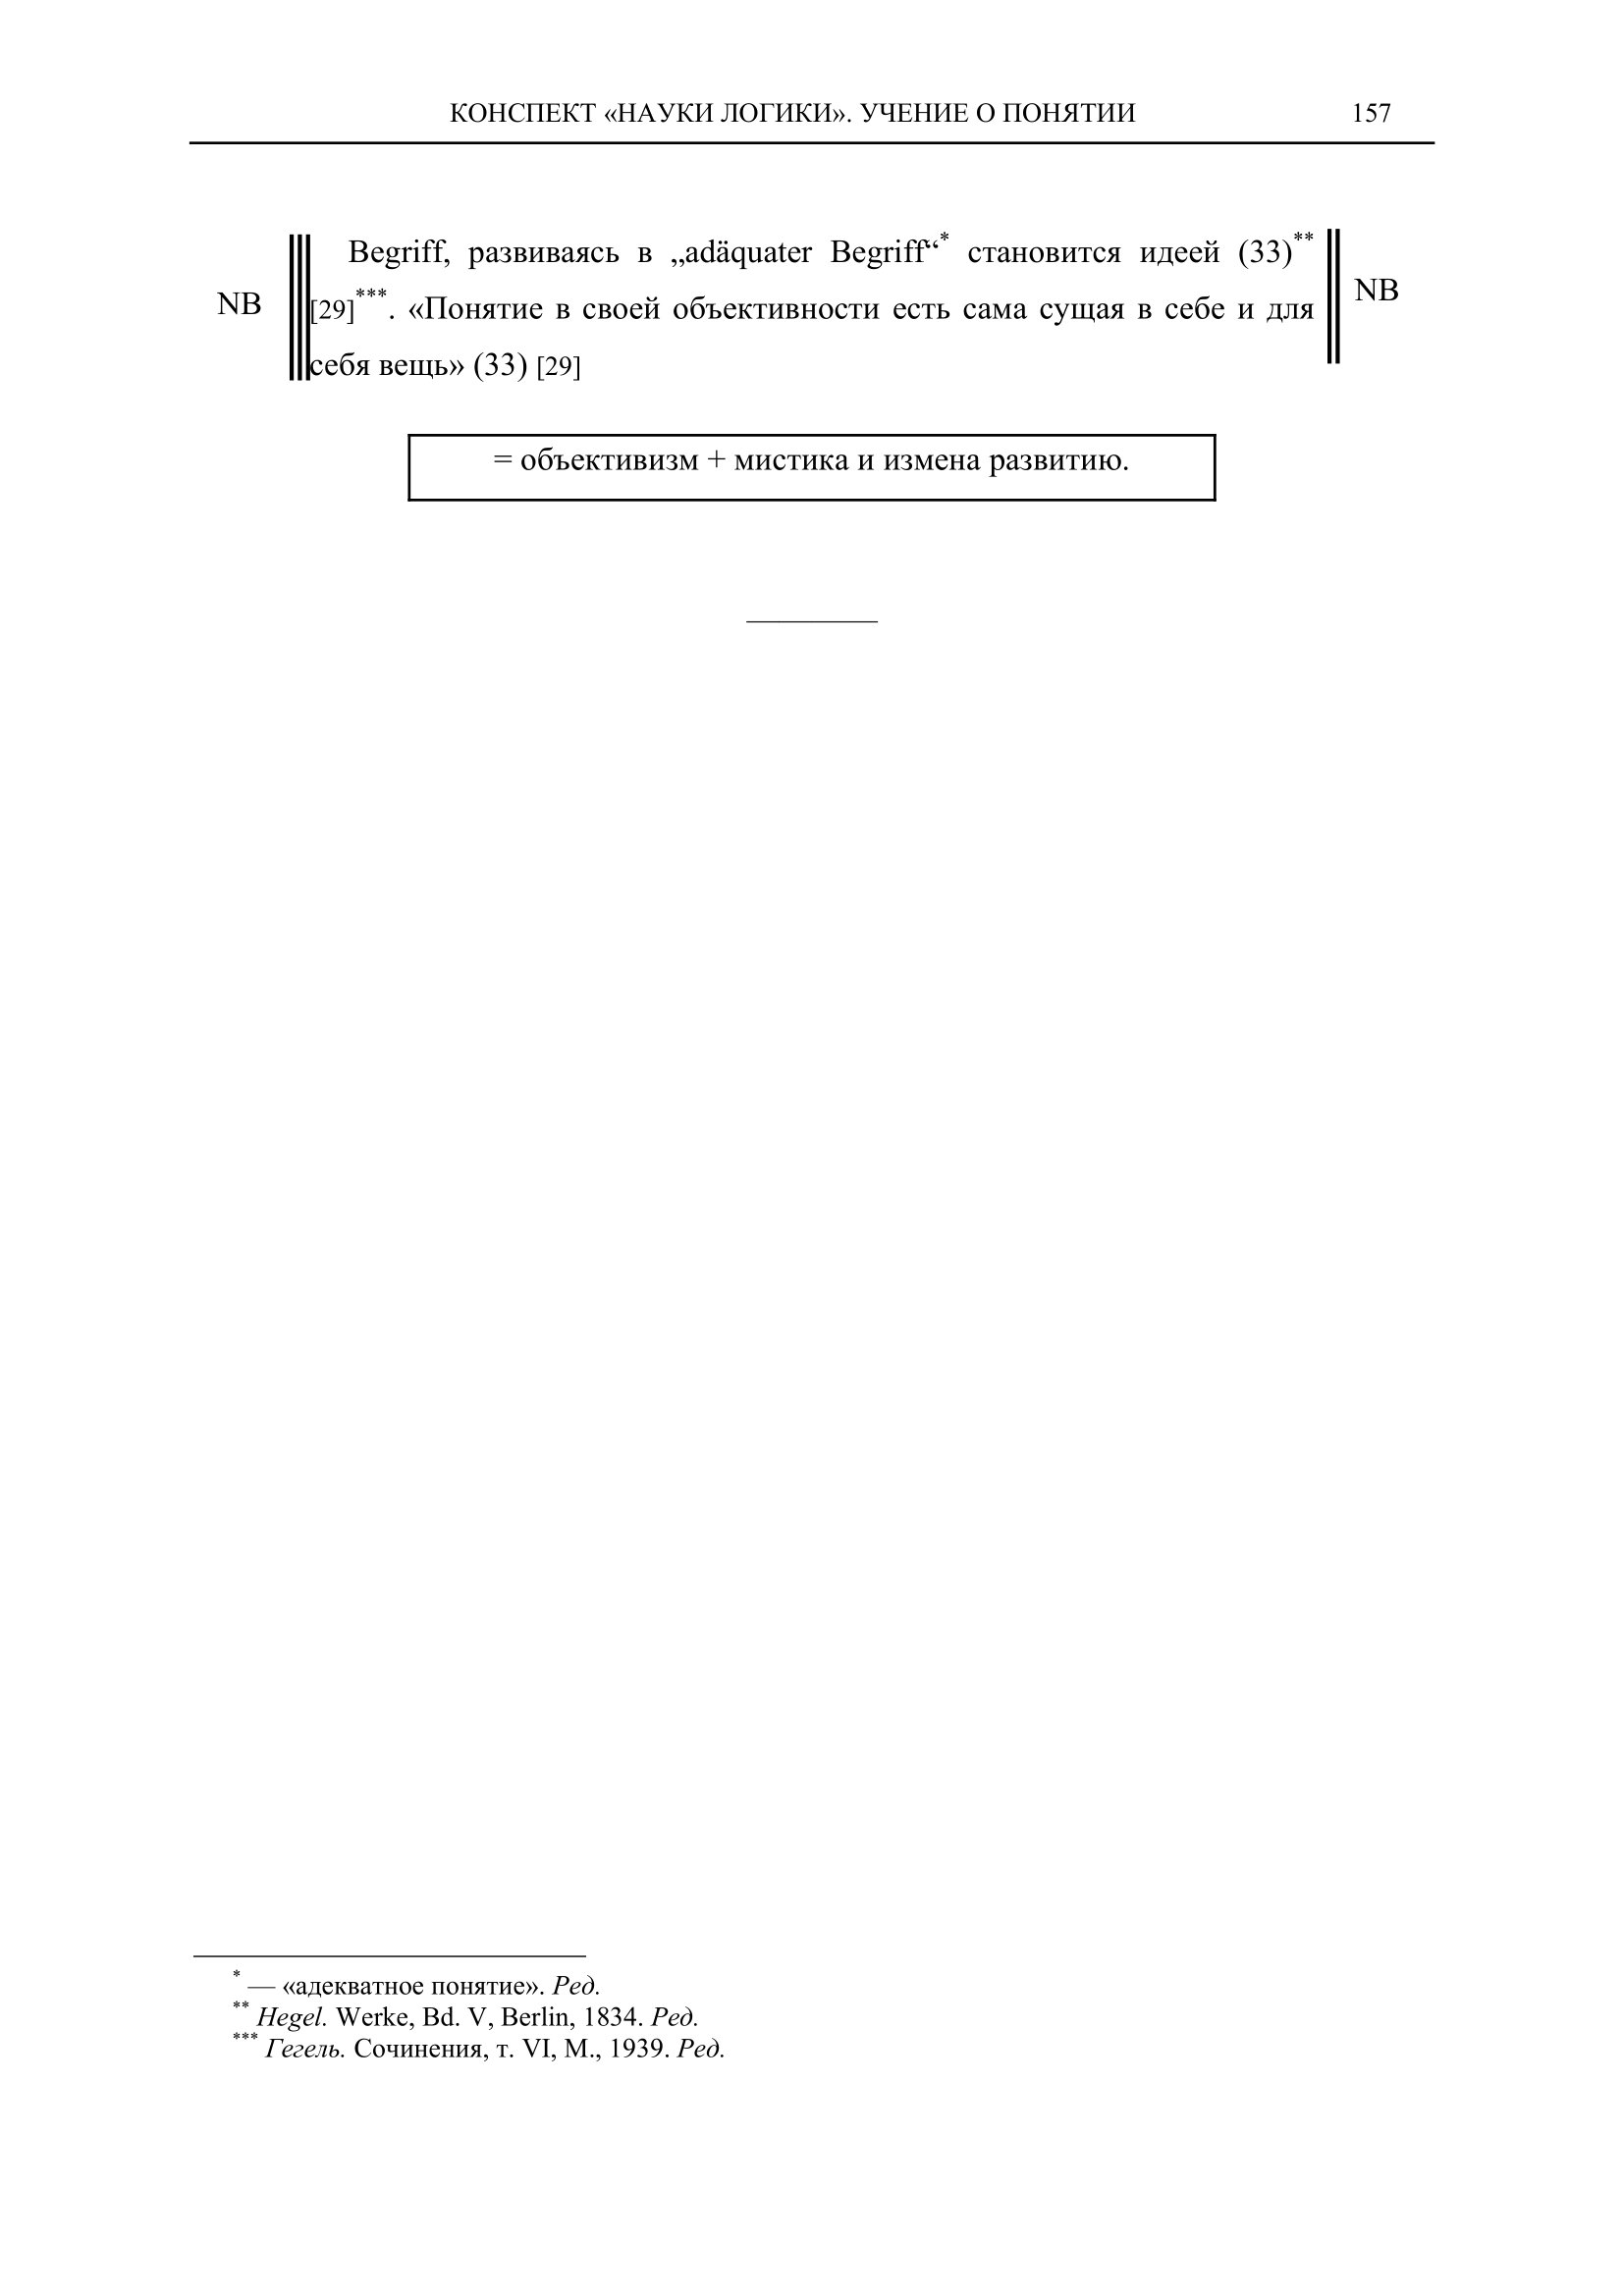 КОНСПЕКТ «НАУКИ ЛОГИКИ». УЧЕНИЕ О ПОНЯТИИ 157
NB
Begriff, развиваясь в „adäquater Begriff“* становится идеей (33)**
[29]***. «Понятие в своей объективности есть сама сущая в себе и для
себя вещь» (33) [29]
NB
= объективизм + мистика и измена развитию.
* — «адекватное понятие». Ред.
** Hegel. Werke, Bd. V, Berlin, 1834. Ред.
*** Гегель. Сочинения, т. VI, М., 1939. Ред.